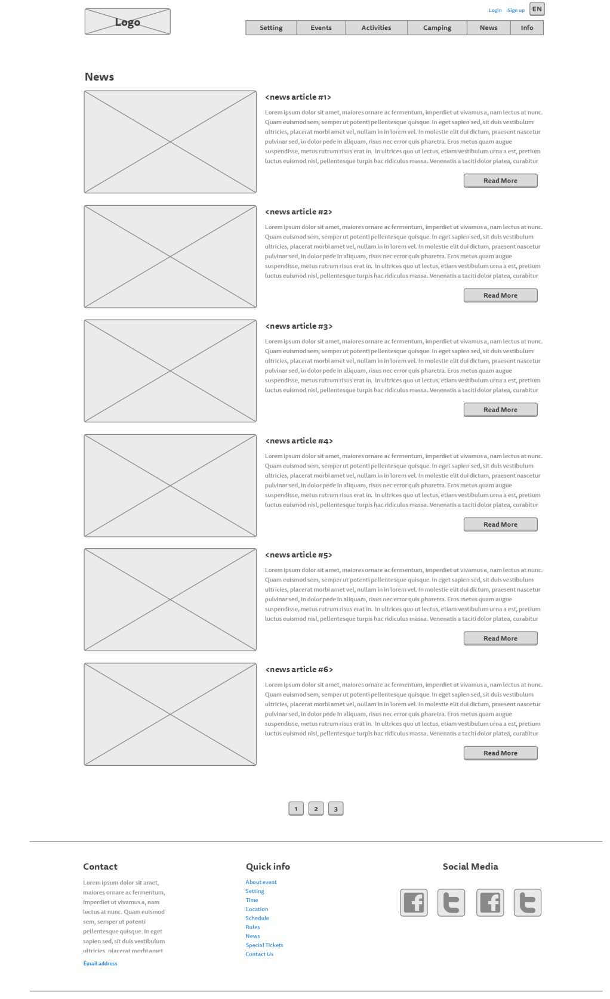 Login Sign up EN
Logo
Setting Events Activities Camping News Info
News
<news article #1>
Lorem ipsum dolor sit amet, maiores ornare ac fermentum, imperdiet ut vivamus a, nam lectus at nunc.
Quam euismod sem, semper ut potenti pellentesque quisque. In eget sapien sed, sit duis vestibulum
ultricies, placerat morbi amet vel, nullam in in lorem vel. In molestie elit dui dictum, praesent nascetur
pulvinar sed, in dolor pede in aliquam, risus nec error quis pharetra. Eros metus quam augue
suspendisse, metus rutrum risus erat in. In ultrices quo ut lectus, etiam vestibulum urna a est, pretium
luctus euismod nisl, pellentesque turpis hac ridiculus massa. Venenatis a taciti dolor platea, curabitur
Read More
<news article #2>
Lorem ipsum dolor sit amet, maiores ornare ac fermentum, imperdiet ut vivamus a, nam lectus at nunc.
Quam euismod sem, semper ut potenti pellentesque quisque. In eget sapien sed, sit duis vestibulum
ultricies, placerat morbi amet vel, nullam in in lorem vel. In molestie elit dui dictum, praesent nascetur
pulvinar sed, in dolor pede in aliquam, risus nec error quis pharetra. Eros metus quam augue
suspendisse, metus rutrum risus erat in. In ultrices quo ut lectus, etiam vestibulum urna a est, pretium
luctus euismod nisl, pellentesque turpis hac ridiculus massa. Venenatis a taciti dolor platea, curabitur
Read More
<news article #3>
Lorem ipsum dolor sit amet, maiores ornare ac fermentum, imperdiet ut vivamus a, nam lectus at nunc.
Quam euismod sem, semper ut potenti pellentesque quisque. In eget sapien sed, sit duis vestibulum
ultricies, placerat morbi amet vel, nullam in in lorem vel. In molestie elit dui dictum, praesent nascetur
pulvinar sed, in dolor pede in aliquam, risus nec error quis pharetra. Eros metus quam augue
suspendisse, metus rutrum risus erat in. In ultrices quo ut lectus, etiam vestibulum urna a est, pretium
luctus euismod nisl, pellentesque turpis hac ridiculus massa. Venenatis a taciti dolor platea, curabitur
Read More
<news article #4>
Lorem ipsum dolor sit amet, maiores ornare ac fermentum, imperdiet ut vivamus a, nam lectus at nunc.
Quam euismod sem, semper ut potenti pellentesque quisque. In eget sapien sed, sit duis vestibulum
ultricies, placerat morbi amet vel, nullam in in lorem vel. In molestie elit dui dictum, praesent nascetur
pulvinar sed, in dolor pede in aliquam, risus nec error quis pharetra. Eros metus quam augue
suspendisse, metus rutrum risus erat in. In ultrices quo ut lectus, etiam vestibulum urna a est, pretium
luctus euismod nisl, pellentesque turpis hac ridiculus massa. Venenatis a taciti dolor platea, curabitur
Read More
<news article #5>
Lorem ipsum dolor sit amet, maiores ornare ac fermentum, imperdiet ut vivamus a, nam lectus at nunc.
Quam euismod sem, semper ut potenti pellentesque quisque. In eget sapien sed, sit duis vestibulum
ultricies, placerat morbi amet vel, nullam in in lorem vel. In molestie elit dui dictum, praesent nascetur
pulvinar sed, in dolor pede in aliquam, risus nec error quis pharetra. Eros metus quam augue
suspendisse, metus rutrum risus erat in. In ultrices quo ut lectus, etiam vestibulum urna a est, pretium
luctus euismod nisl, pellentesque turpis hac ridiculus massa. Venenatis a taciti dolor platea, curabitur
Read More
<news article #6>
Lorem ipsum dolor sit amet, maiores ornare ac fermentum, imperdiet ut vivamus a, nam lectus at nunc.
Quam euismod sem, semper ut potenti pellentesque quisque. In eget sapien sed, sit duis vestibulum
ultricies, placerat morbi amet vel, nullam in in lorem vel. In molestie elit dui dictum, praesent nascetur
pulvinar sed, in dolor pede in aliquam, risus nec error quis pharetra. Eros metus quam augue
suspendisse, metus rutrum risus erat in. In ultrices quo ut lectus, etiam vestibulum urna a est, pretium
luctus euismod nisl, pellentesque turpis hac ridiculus massa. Venenatis a taciti dolor platea, curabitur
Read More
1 2 3
Contact
Lorem ipsum dolor sit amet,
maiores ornare ac fermentum,
imperdiet ut vivamus a, nam
lectus at nunc. Quam euismod
sem, semper ut potenti
pellentesque quisque. In eget
sapien sed, sit duis vestibulum
ultricies, placerat morbi amet
Email address
Quick info
About event
Setting
Time
Location
Schedule
Rules
News
Special Tickets
Contact Us
Social Media